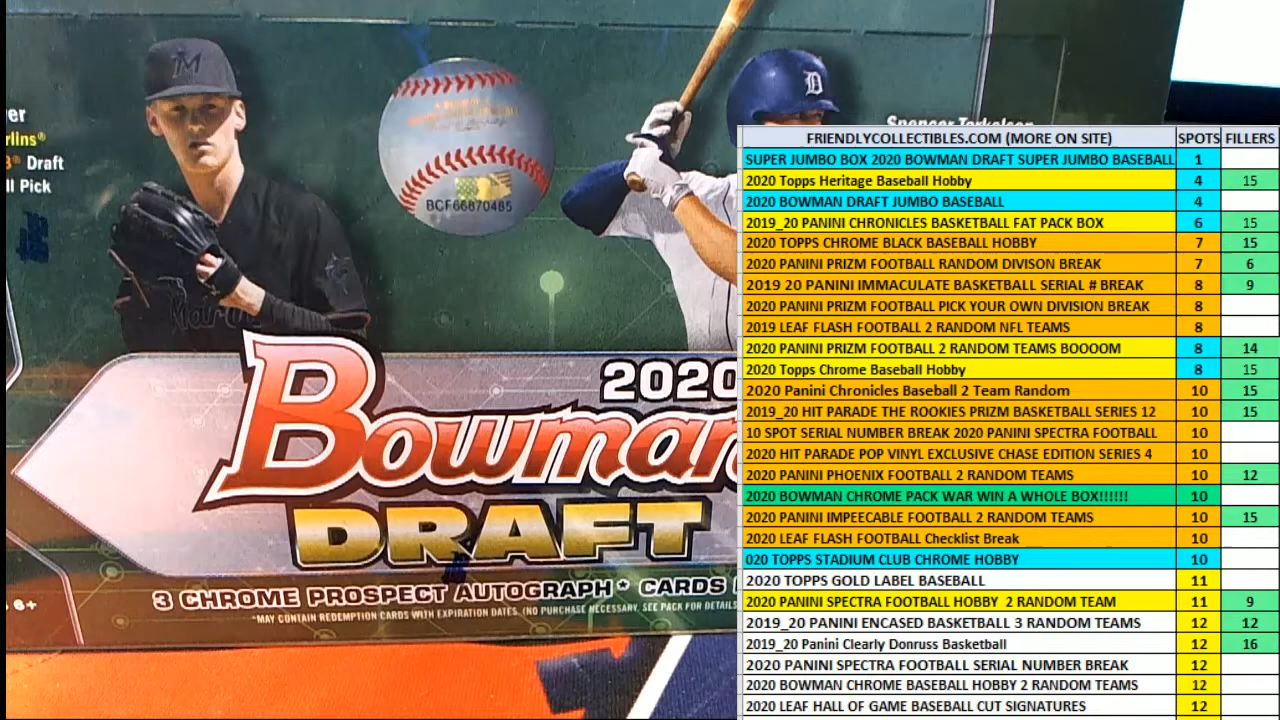 er
rlins®
® Draft
ll Pick
M
D
BCF66870485
2020
Bowman
DRAFT
3 CHROME PROSPECT AUTOGRAPH* CARDS
*MAY CONTAIN REDEMPTION CARDS WITH EXPIRATION DATES. (NO PURCHASE NECESSARY. SEE PACK FOR DETAILS
6+
FRIENDLYCOLLECTIBLES.COM (MORE ON SITE) SPOTS FILLERS
SUPER JUMBO BOX 2020 BOWMAN DRAFT SUPER JUMBO BASEBALL 1
2020 Topps Heritage Baseball Hobby 4 15
2020 BOWMAN DRAFT JUMBO BASEBALL 4
2019_20 PANINI CHRONICLES BASKETBALL FAT PACK BOX 6 15
2020 TOPPS CHROME BLACK BASEBALL HOBBY 7 15
2020 PANINI PRIZM FOOTBALL RANDOM DIVISON BREAK 7 6
2019 20 PANINI IMMACULATE BASKETBALL SERIAL # BREAK 8 9
2020 PANINI PRIZM FOOTBALL PICK YOUR OWN DIVISION BREAK 8
2019 LEAF FLASH FOOTBALL 2 RANDOM NFL TEAMS 8
2020 PANINI PRIZM FOOTBALL 2 RANDOM TEAMS BOOOOM 8 14
2020 Topps Chrome Baseball Hobby 8 15
2020 Panini Chronicles Baseball 2 Team Random 10 15
2019_20 HIT PARADE THE ROOKIES PRIZM BASKETBALL SERIES 12 10 15
10 SPOT SERIAL NUMBER BREAK 2020 PANINI SPECTRA FOOTBALL 10
2020 HIT PARADE POP VINYL EXCLUSIVE CHASE EDITION SERIES 4 10
2020 PANINI PHOENIX FOOTBALL 2 RANDOM TEAMS 10 12
2020 BOWMAN CHROME PACK WAR WIN A WHOLE BOX!!!!!! 10
2020 PANINI IMPEECABLE FOOTBALL 2 RANDOM TEAMS 10 15
2020 LEAF FLASH FOOTBALL Checklist Break 10
020 TOPPS STADIUM CLUB CHROME HOBBY 10
2020 TOPPS GOLD LABEL BASEBALL 11
2020 PANINI SPECTRA FOOTBALL HOBBY 2 RANDOM TEAM 11 9
2019_20 PANINI ENCASED BASKETBALL 3 RANDOM TEAMS 12 12
2019_20 Panini Clearly Donruss Basketball 12 16
2020 PANINI SPECTRA FOOTBALL SERIAL NUMBER BREAK 12
2020 BOWMAN CHROME BASEBALL HOBBY 2 RANDOM TEAMS 12
2020 LEAF HALL OF GAME BASEBALL CUT SIGNATURES 12